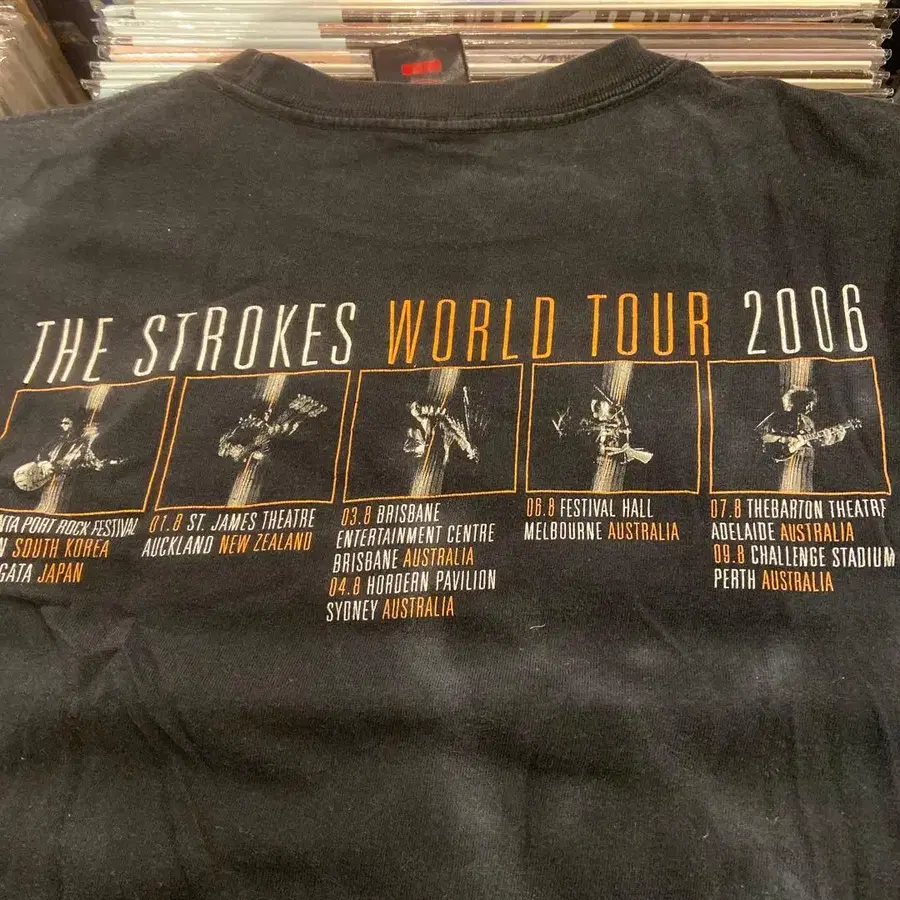 THE STROKES WORLD TOUR 2006
PORT ROCK FESTIVAL
SOUTH KOREA
JAPAN
01.8 ST. JAMES THEATRE
AUCKLAND NEW ZEALAND
03.8 BRISBANE
ENTERTAINMENT CENTRE
BRISBANE AUSTRALIA
04.8 HORDERN PAVILION
SYDNEY AUSTRALIA
06.8 FESTIVAL HALL
MELBOURNE AUSTRALIA
07.8 THEBARTON THEATRE
ADELAIDE AUSTRALIA
09.8 CHALLENGE STADIUM
PERTH AUSTRALIA